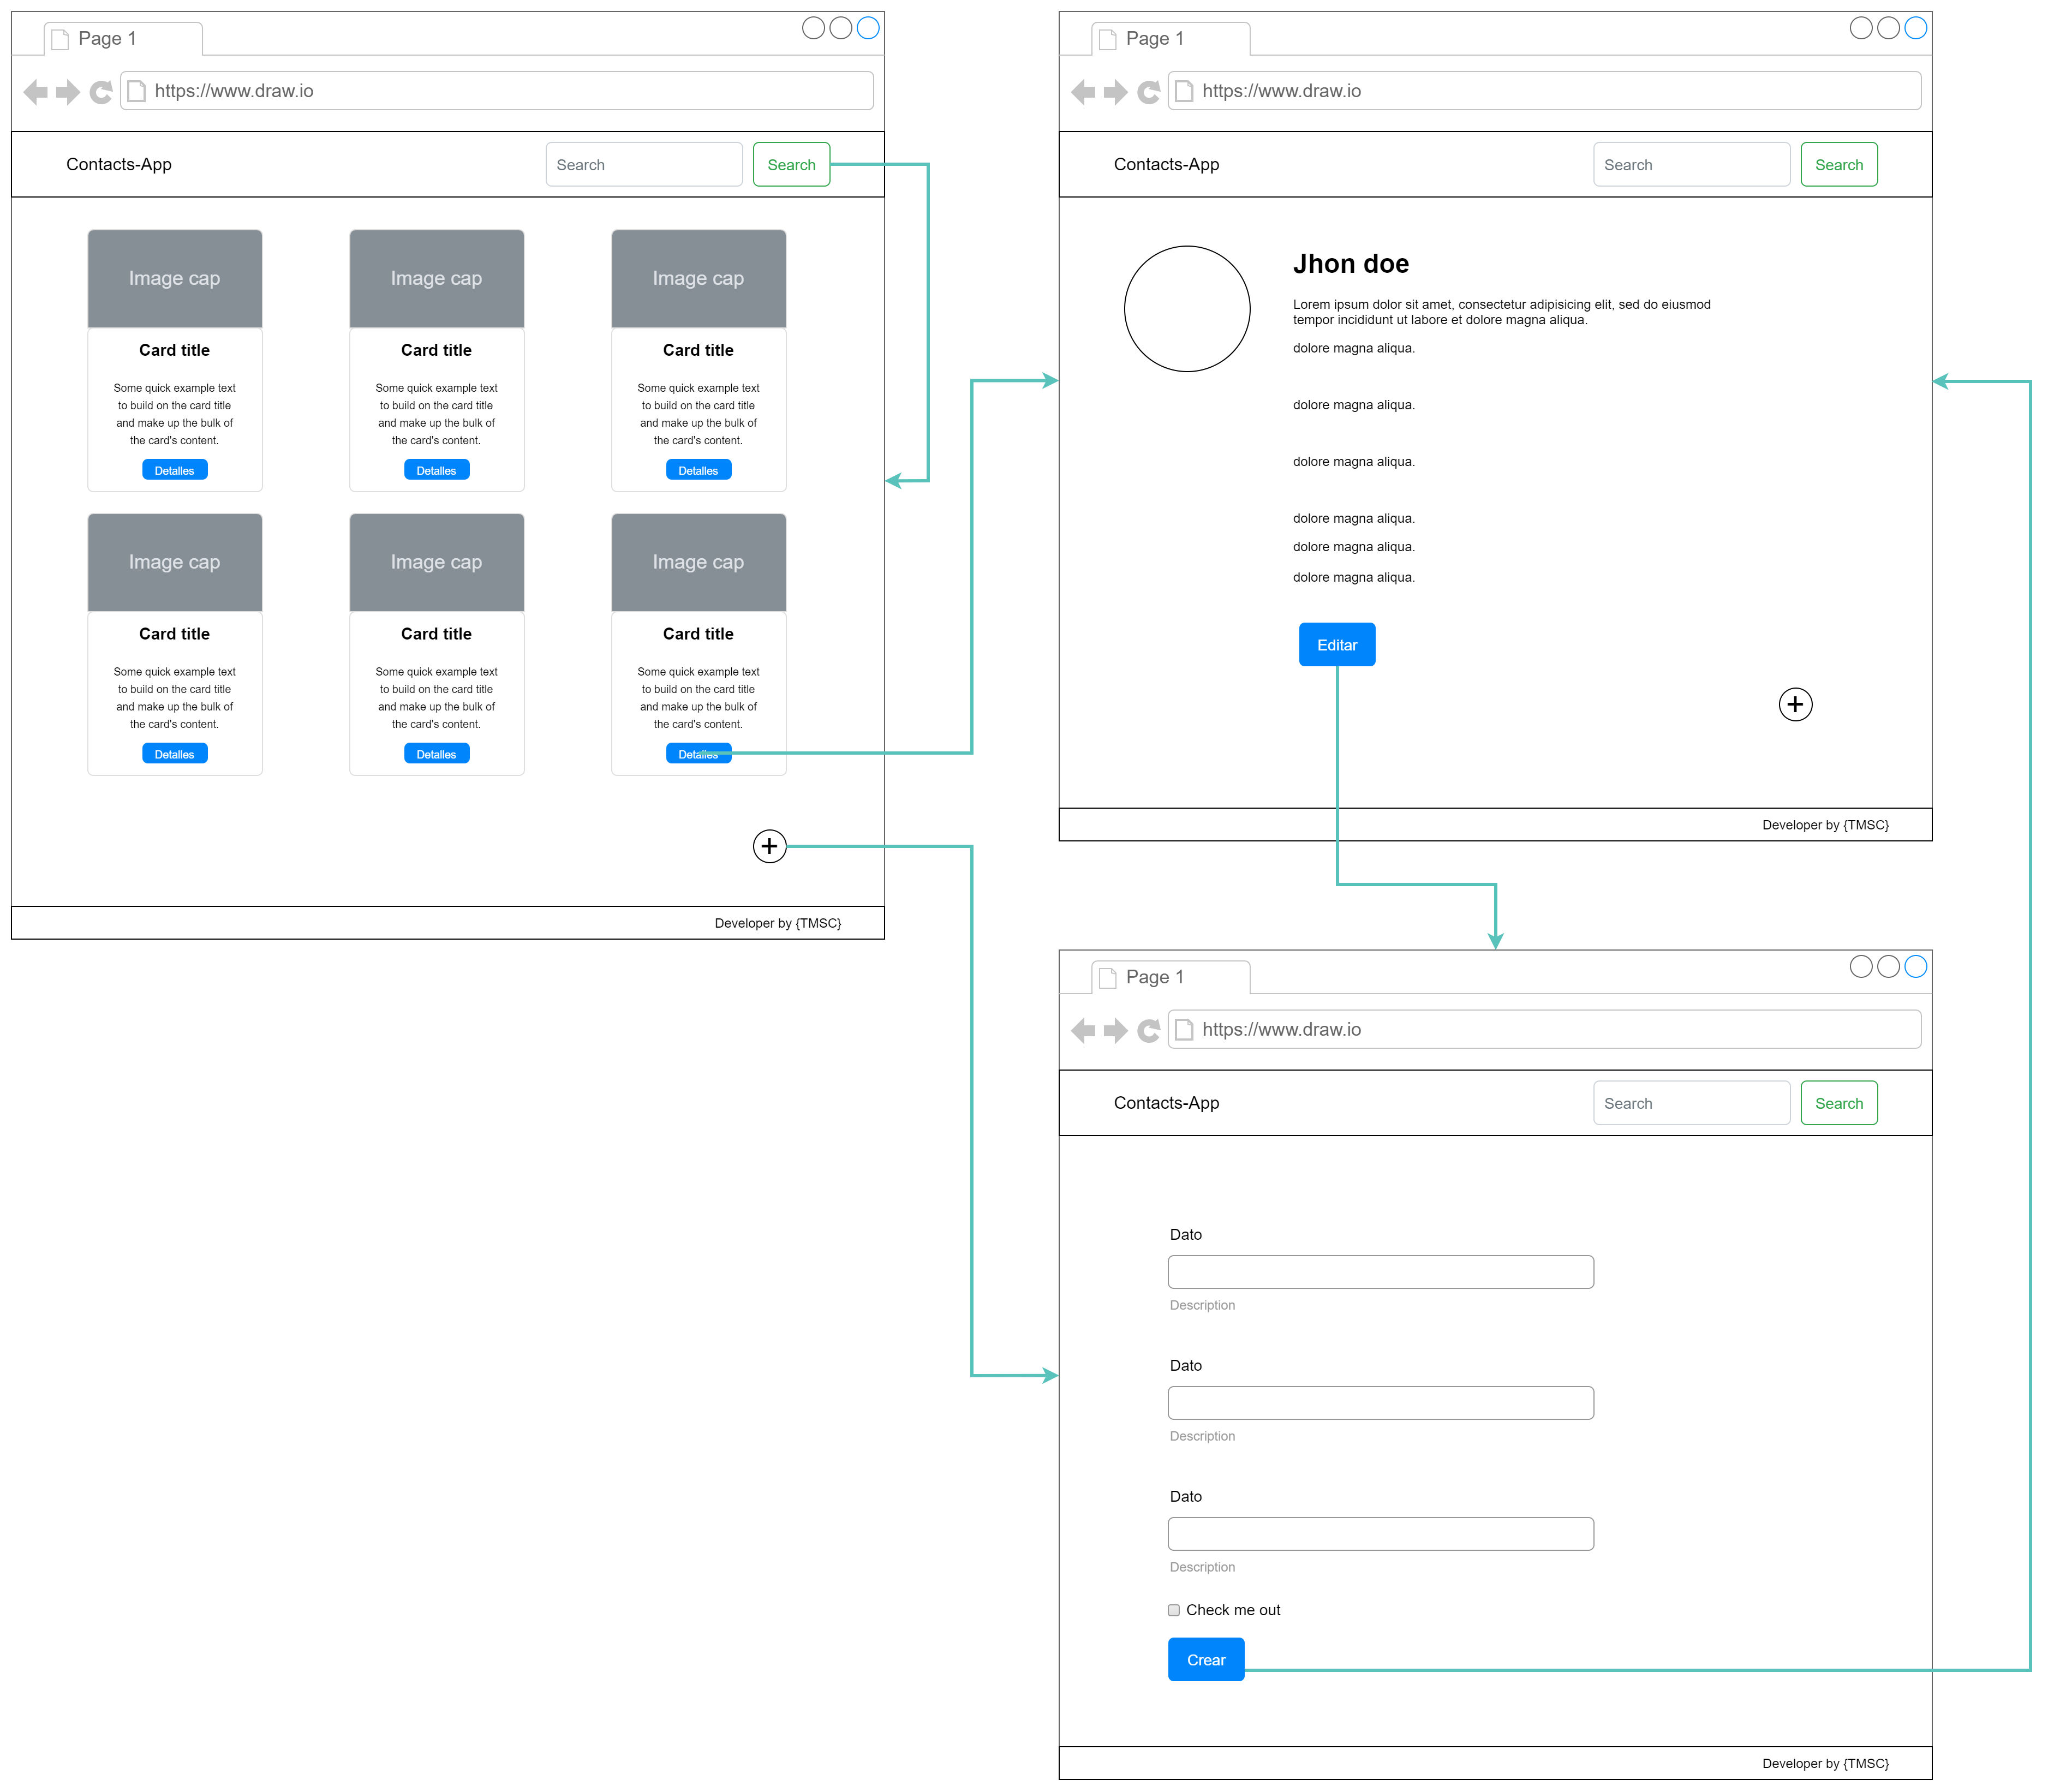 Page 1
https://www.draw.io
Contacts-App
Search
Search
Image cap
Image cap
Image cap
Card title
Card title
Card title
Some quick example text
to build on the card title
and make up the bulk of
the card's content.
Some quick example text
to build on the card title
and make up the bulk of
the card's content.
Some quick example text
to build on the card title
and make up the bulk of
the card's content.
Detalles
Detalles
Detalles
Image cap
Image cap
Image cap
Card title
Card title
Card title
Some quick example text
to build on the card title
and make up the bulk of
the card's content.
Some quick example text
to build on the card title
and make up the bulk of
the card's content.
Some quick example text
to build on the card title
and make up the bulk of
the card's content.
Detalles
Detalles
Detalles
+
Developer by {TMSC}
Page 1
https://www.draw.io
Contacts-App
Search
Search
Jhon doe
Lorem ipsum dolor sit amet, consectetur adipisicing elit, sed do eiusmod
tempor incididunt ut labore et dolore magna aliqua.
dolore magna aliqua.
dolore magna aliqua.
dolore magna aliqua.
dolore magna aliqua.
dolore magna aliqua.
dolore magna aliqua.
Editar
+
Developer by {TMSC}
Page 1
https://www.draw.io
Contacts-App
Search
Search
Dato
Description
Dato
Description
Dato
Description
Check me out
Crear
Developer by {TMSC}